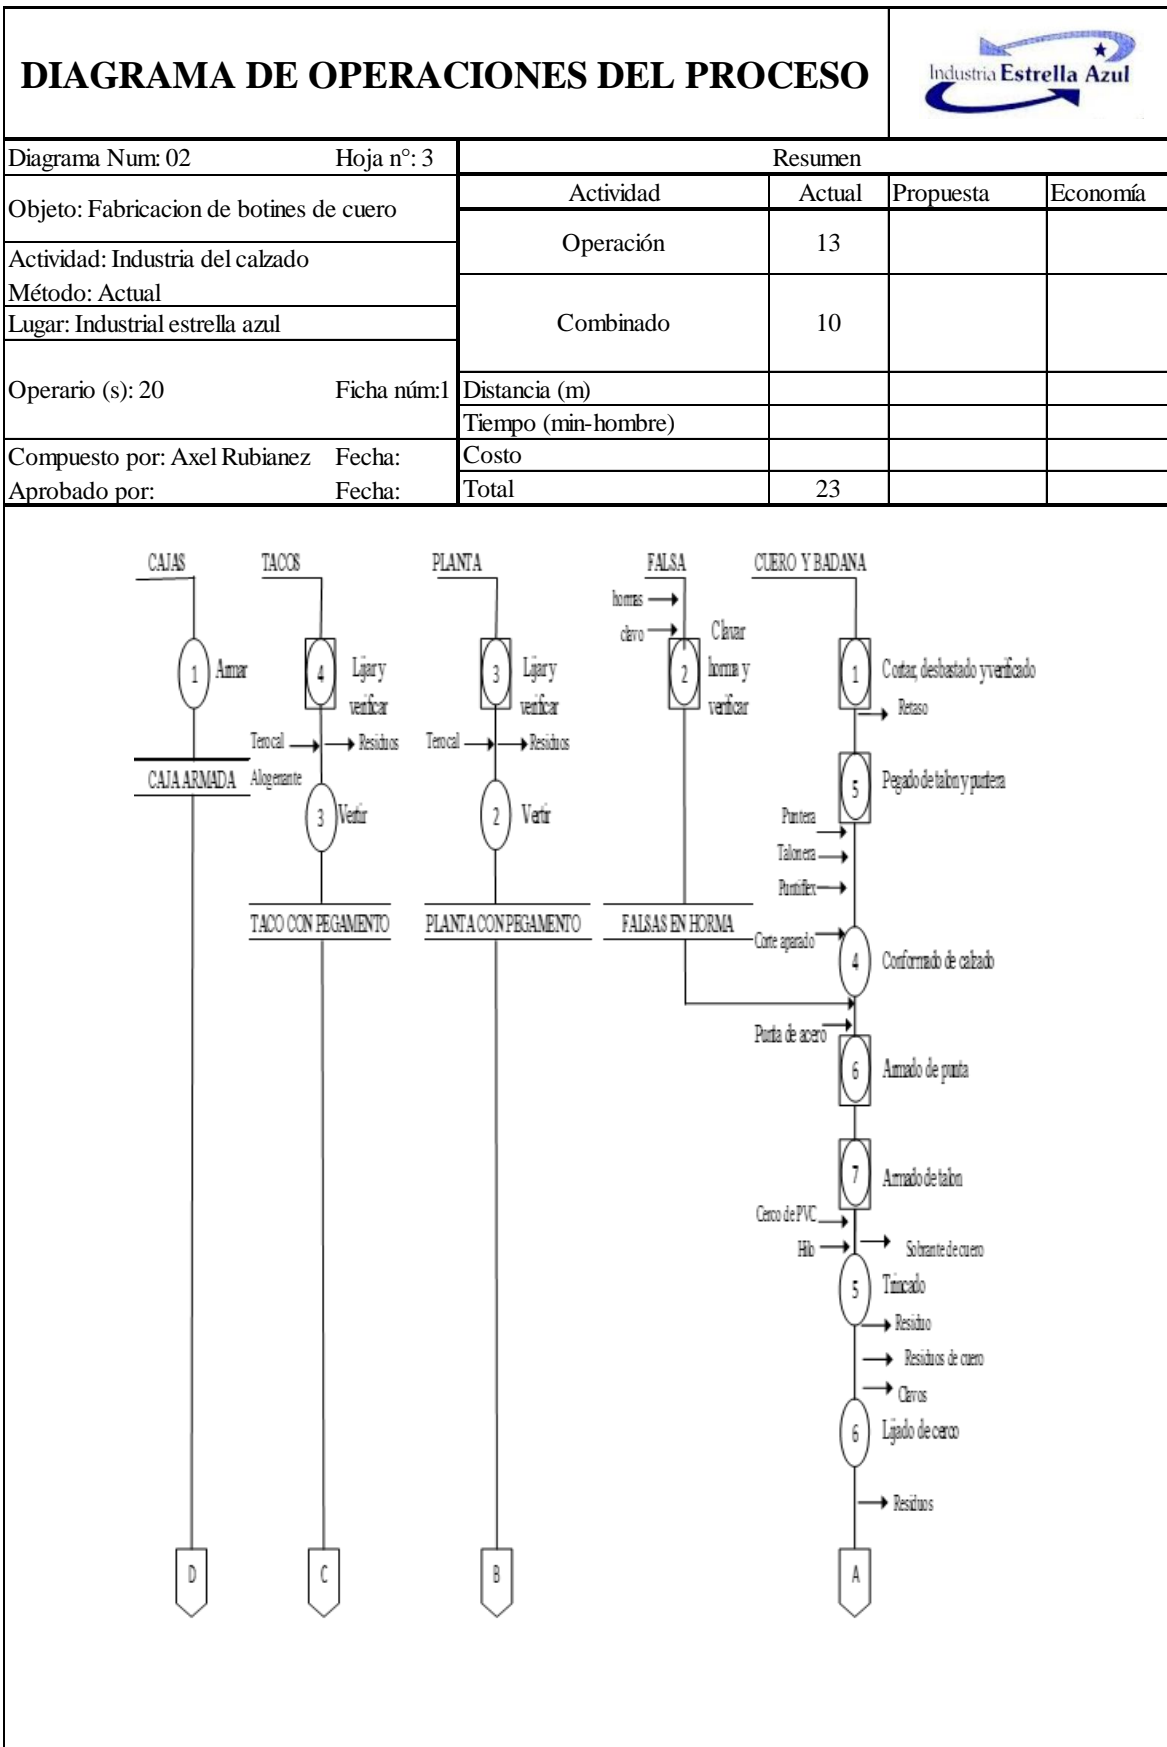 DIAGRAMA DE OPERACIONES DEL PROCESO
Industria Estrella Azul
Diagrama Num: 02 Hoja n°: 3
Resumen
Objeto: Fabricacion de botines de cuero
Actividad Actual Propuesta Economía
Operación 13
Actividad: Industria del calzado
Método: Actual
Lugar: Industrial estrella azul
Combinado 10
Operario (s): 20 Ficha núm:1
Distancia (m)
Tiempo (min-hombre)
Compuesto por: Axel Rubianez Fecha:
Costo
Aprobado por: Fecha:
Total 23
CAJAS TACOS PLANTA FALSA CUERO Y BADANA
hormas
clavo
1 Armar
4 Lijar y
verificar
3 Lijar y
verificar
2 Clavar
horma y
verificar
1 Cortar, desbastado y verificado
Retaso
Terocal Residuos
Terocal Residuos
CAJA ARMADA
Alogenante
3 Vertir
2 Vertir
5 Pegado de talon y puntera
Puntera
Talonera
Puntiflex
TACO CON PEGAMENTO
PLANTA CON PEGAMENTO
FALSAS EN HORMA
Corte aparado
4 Conformado de calzado
Punta de acero
6 Armado de punta
7 Armado de talon
Cerco de PVC
Hilo
Sobrante de cuero
5 Tirincado
Residuo
Residuos de cuero
Clavos
6 Lijado de cerco
Residuos
D C B A